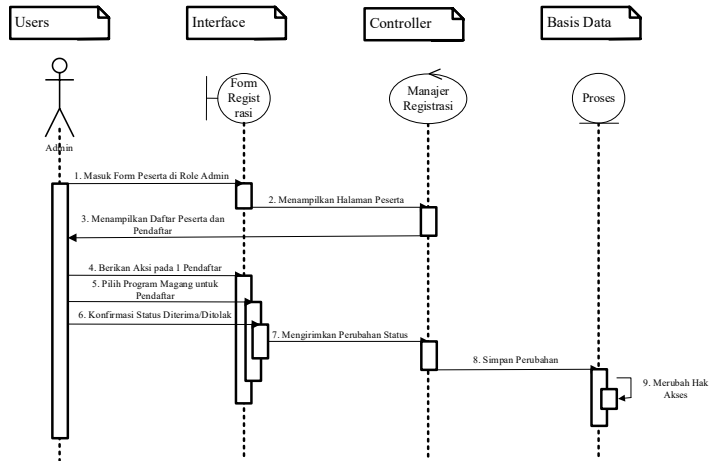 Users
Interface
Controller
Basis Data
Form
Regist
rasi
Manajer
Registrasi
Proses
Admin
1. Masuk Form Peserta di Role Admin
2. Menampilkan Halaman Peserta
3. Menampilkan Daftar Peserta dan
Pendaftar
4. Berikan Aksi pada 1 Pendaftar
5. Pilih Program Magang untuk
Pendaftar
6. Konfirmasi Status Diterima/Ditolak
7. Mengirimkan Perubahan Status
8. Simpan Perubahan
9. Merubah Hak
Akses